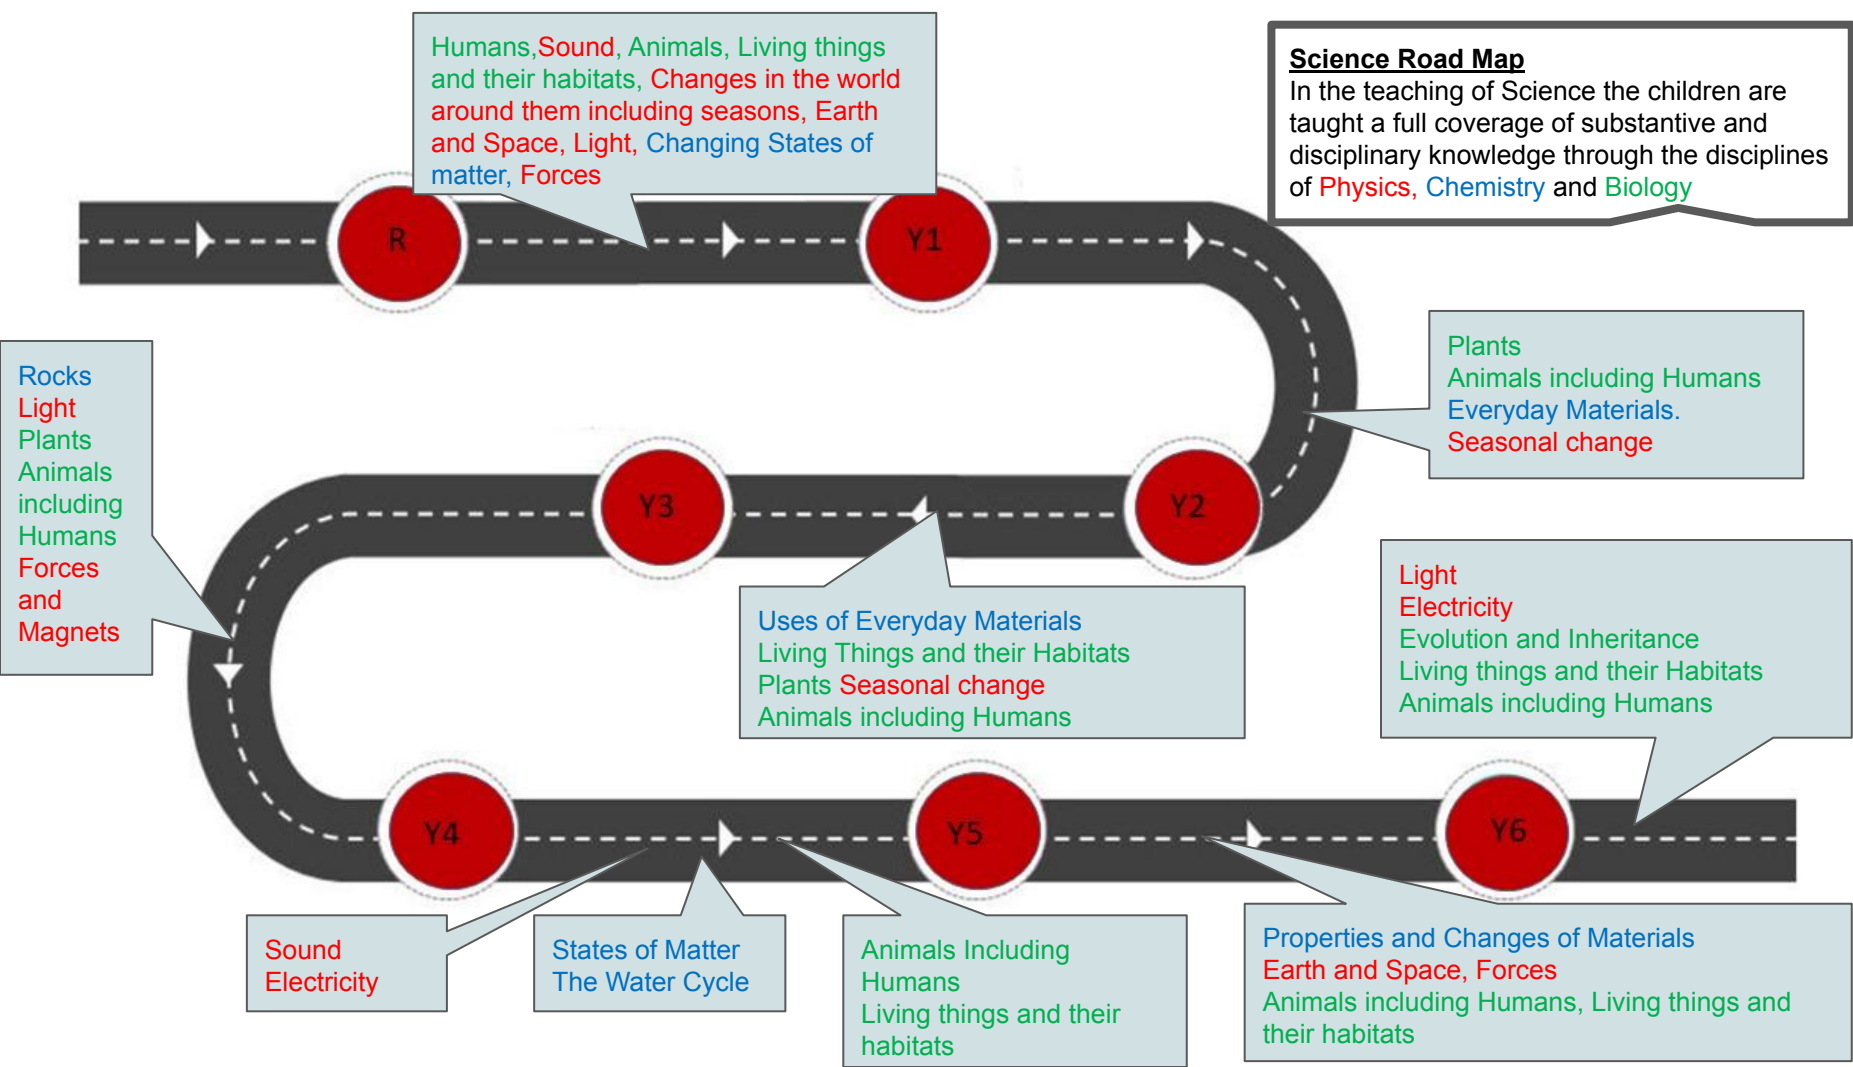 Humans,Sound, Animals, Living things
and their habitats, Changes in the world
around them including seasons, Earth
and Space, Light, Changing States of
matter, Forces
Science Road Map
In the teaching of Science the children are
taught a full coverage of substantive and
disciplinary knowledge through the disciplines
of Physics, Chemistry and Biology
R
Y1
Plants
Animals including Humans
Everyday Materials.
Seasonal change
Rocks
Light
Plants
Animals
including
Humans
Forces
and
Magnets
Y3
Y2
Uses of Everyday Materials
Living Things and their Habitats
Plants Seasonal change
Animals including Humans
Light
Electricity
Evolution and Inheritance
Living things and their Habitats
Animals including Humans
Y4
Y5
Y6
Sound
Electricity
States of Matter
The Water Cycle
Animals Including
Humans
Living things and their
habitats
Properties and Changes of Materials
Earth and Space, Forces
Animals including Humans, Living things and
their habitats